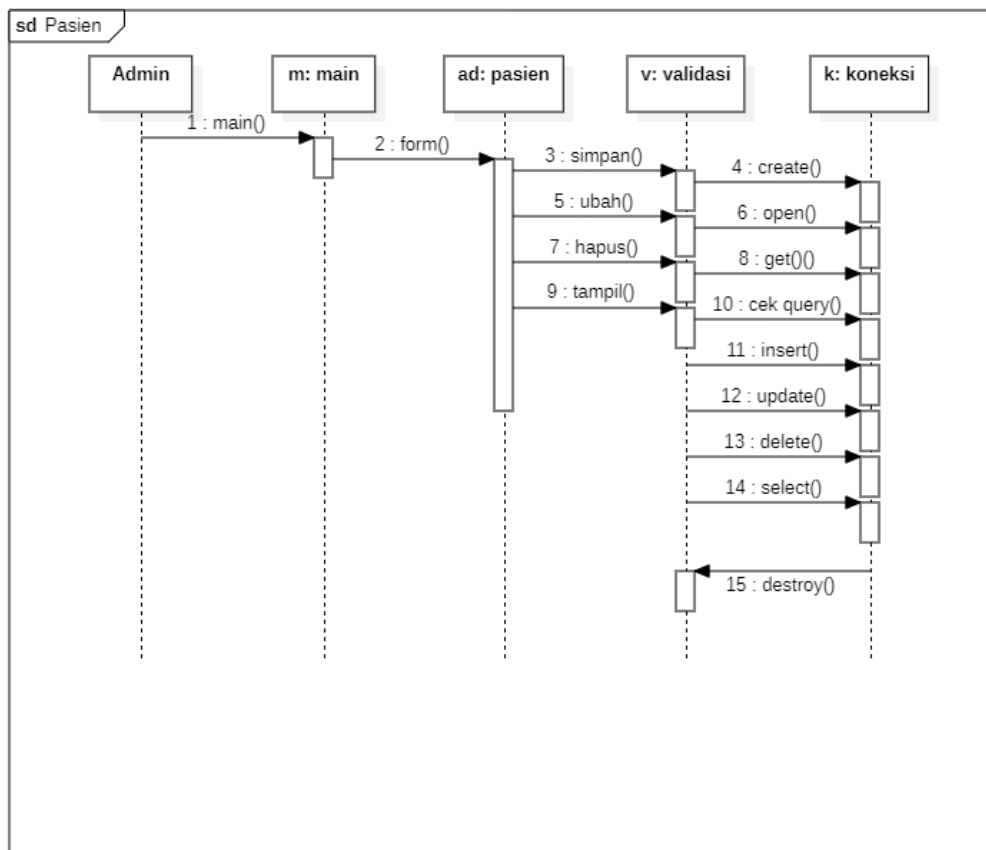 sd Pasien
Admin
m: main
ad: pasien
v: validasi
k: koneksi
1 : main()
2 : form()
3 : simpan()
4 : create()
5 : ubah()
6 : open()
7 : hapus()
8 : get()()
9 : tampil()
10 : cek query()
11 : insert()
12 : update()
13 : delete()
14 : select()
15 : destroy()